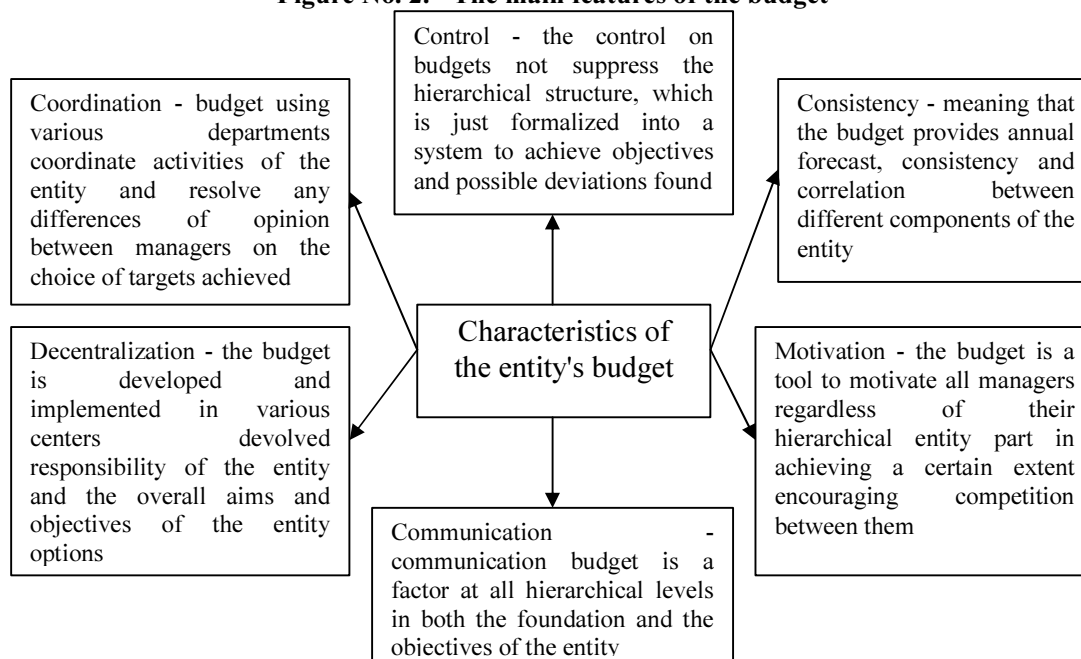 Figure No. 2. - The main features of the budget
Control - the control on
budgets not suppress the
hierarchical structure, which
is just formalized into a
system to achieve objectives
and possible deviations found
Coordination - budget using
various departments
coordinate activities of the
entity and resolve any
differences of opinion
between managers on the
choice of targets achieved
Consistency - meaning that
the budget provides annual
forecast, consistency and
correlation between
different components of the
entity
Characteristics of
the entity's budget
Decentralization - the budget
is developed and
implemented in various
centers devolved
responsibility of the entity
and the overall aims and
objectives of the entity
options
Motivation - the budget is a
tool to motivate all managers
regardless of their
hierarchical entity part in
achieving a certain extent
encouraging competition
between them
Communication -
communication budget is a
factor at all hierarchical levels
in both the foundation and the
objectives of the entity